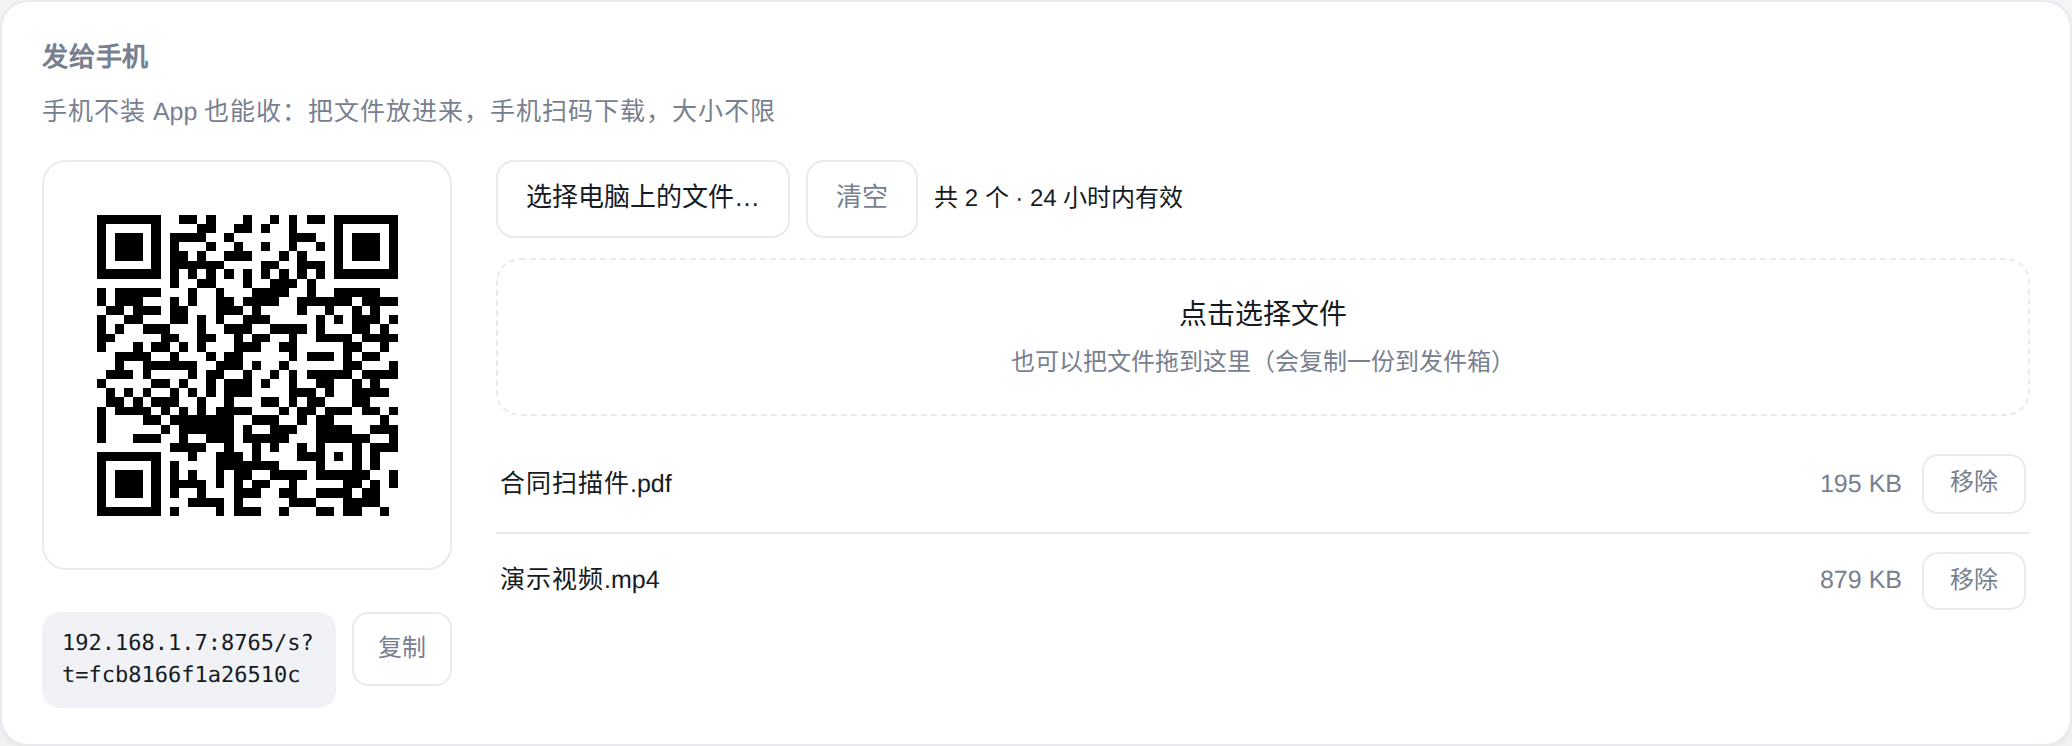 发给手机
手机不装 App 也能收：把文件放进来，手机扫码下载，大小不限
选择电脑上的文件…
清空
共 2 个 · 24 小时内有效
点击选择文件
也可以把文件拖到这里（会复制一份到发件箱）
合同扫描件.pdf
195 KB
移除
演示视频.mp4
879 KB
移除
192.168.1.7:8765/s?
t=fcb8166f1a26510c
复制